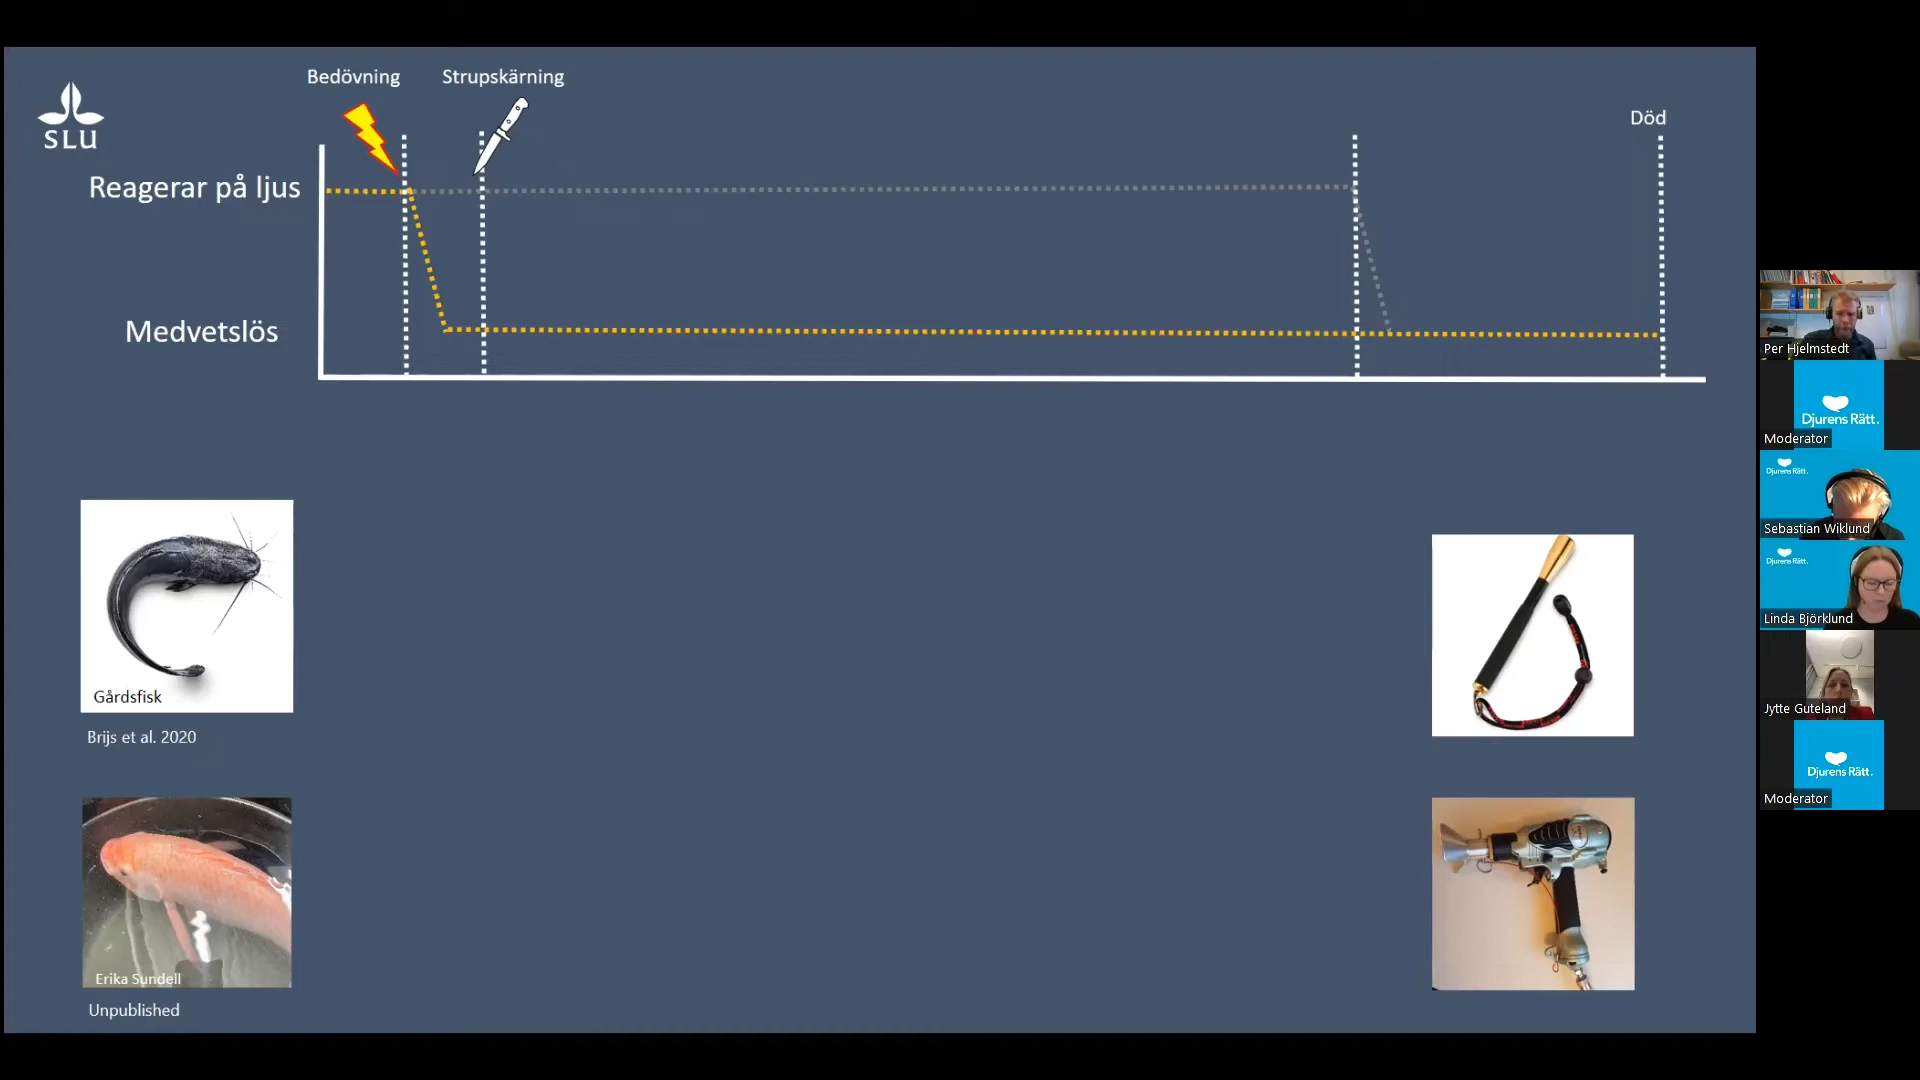 Bedövning
Strupskärning
SLU
Död
Reagerar på ljus
Medvetslös
Gårdsfisk
Brijs et al. 2020
Erika Sundell
Unpublished
Per Hjelmstedt
Djurens Rätt.
Moderator
Djurens Rätt.
Sebastian Wiklund
Djurens Rätt.
Linda Björklund
Jytte Guteland
Djurens Rätt.
Moderator